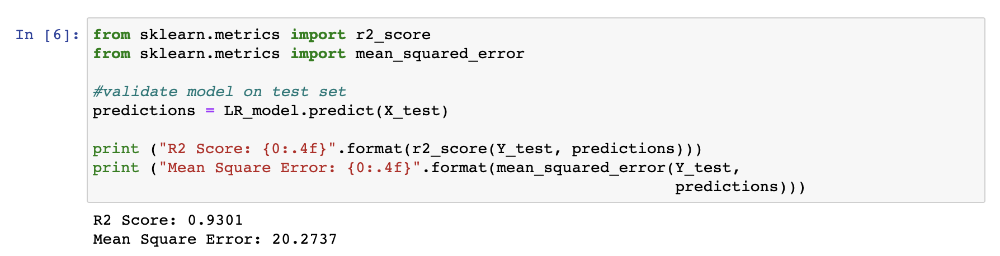 In [6]: from sklearn.metrics import r2_score
from sklearn.metrics import mean_squared_error
#validate model on test set
predictions = LR_model.predict(X_test)
print ("R2 Score: {0:.4f}".format(r2_score(Y_test, predictions)))
print ("Mean Square Error: {0:.4f}".format(mean_squared_error(Y_test,
predictions)))
R2 Score: 0.9301
Mean Square Error: 20.2737